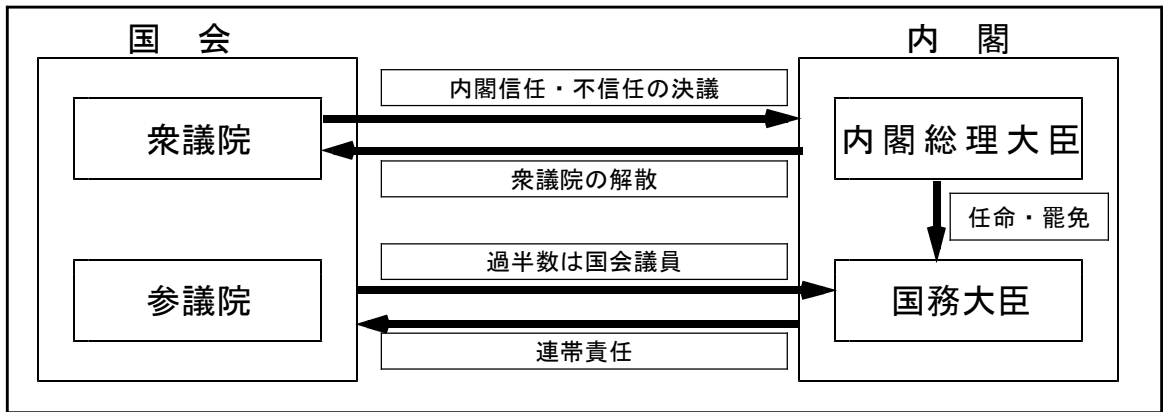 国　会
内　閣
内閣信任・不信任の決議
衆議院
内閣総理大臣
衆議院の解散
任命・罷免
過半数は国会議員
参議院
国務大臣
連帯責任